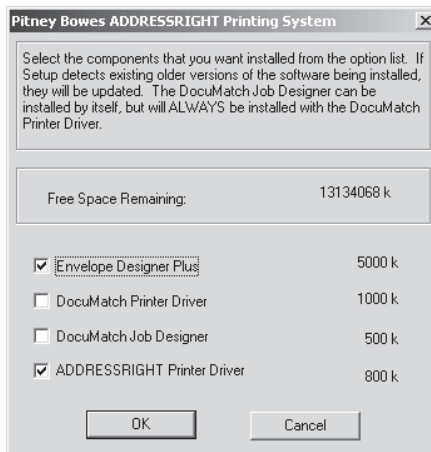 Pitney Bowes ADDRESSRIGHT Printing System
Select the components that you want installed from the option list. If
Setup detects existing older versions of the software being installed,
they will be updated. The DocuMatch Job Designer can be
installed by itself, but will ALWAYS be installed with the DocuMatch
Printer Driver.
Free Space Remaining: 13134068 k
Envelope Designer Plus 5000 k
DocuMatch Printer Driver 1000 k
DocuMatch Job Designer 500 k
ADDRESSRIGHT Printer Driver 800 k
OK Cancel